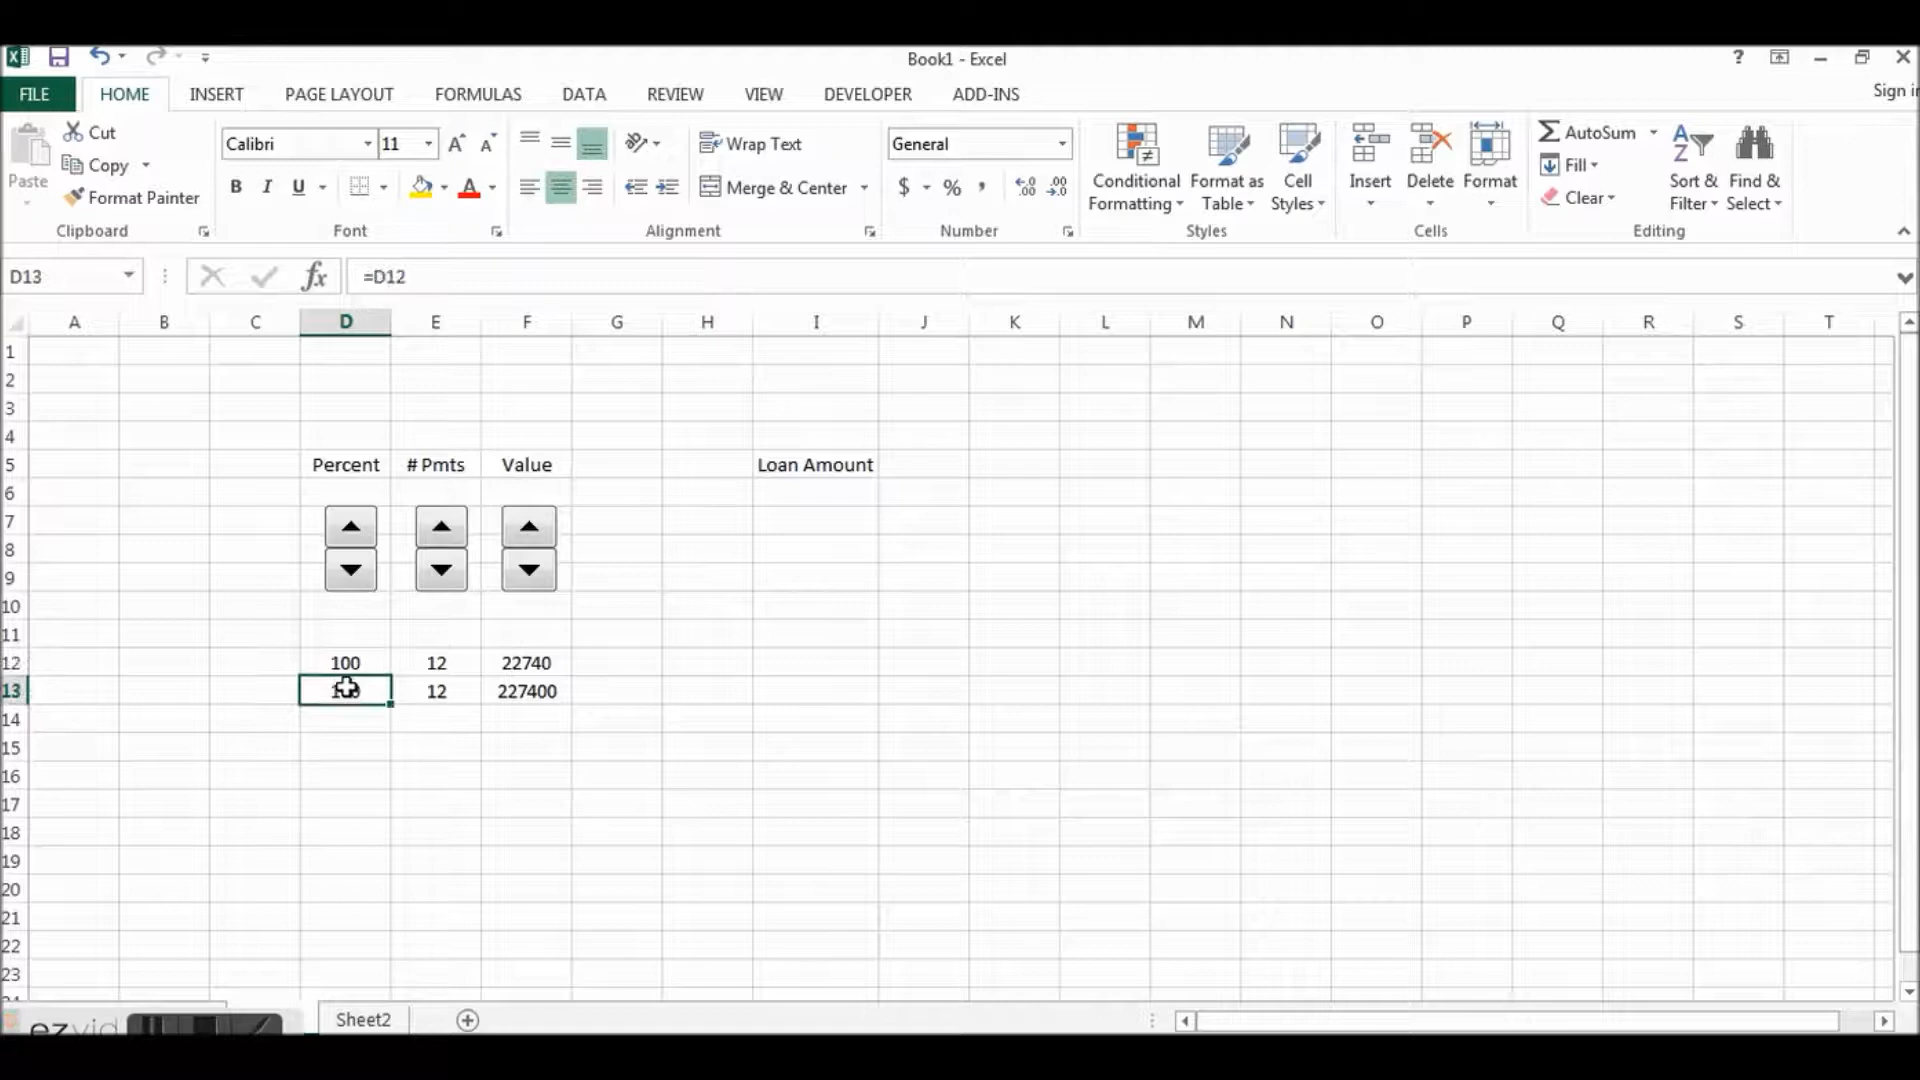 Book1 - Excel
?
FILE HOME INSERT PAGE LAYOUT FORMULAS DATA REVIEW VIEW DEVELOPER ADD-INS
Sign in
Paste
Cut
Copy
Format Painter
Clipboard
Calibri 11
B I U
Font
Wrap Text
Merge & Center
Alignment
General
$ %
Number
Conditional Formatting
Format as Table
Cell Styles
Styles
Insert
Delete
Format
Cells
AutoSum
Fill
Clear
Sort & Filter
Find & Select
Editing
D13 fx =D12
A B C D E F G H I J K L M N O P Q R S T
1
2
3
4
5 Percent # Pmts Value Loan Amount
6
7
8
9
10
11
12 100 12 22740
13 12 227400
14
15
16
17
18
19
20
21
22
23
ezvid Sheet2